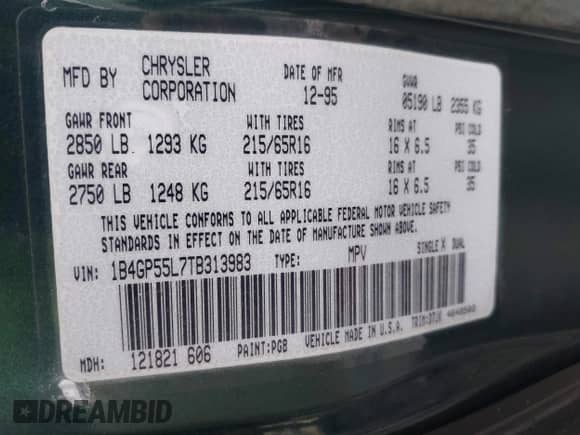 MFD BY CHRYSLER CORPORATION DATE OF MFR 12-95 GVWR 05190 LB 2355 KG
GAWR FRONT WITH TIRES RIMS AT PSI COLD
2850 LB 1293 KG 215/65R16 16 X 6.5 35
GAWR REAR WITH TIRES RIMS AT PSI COLD
2750 LB 1248 KG 215/65R16 16 X 6.5 35
THIS VEHICLE CONFORMS TO ALL APPLICABLE FEDERAL MOTOR VEHICLE SAFETY
STANDARDS IN EFFECT ON THE DATE OF MANUFACTURE SHOWN ABOVE.
VIN: 1B4GP55L7TB313983 TYPE: MPV SINGLE X DUAL
MDH: 121821 606 PAINT:PGB VEHICLE MADE IN U.S.A. TRIM:
DREAMBID